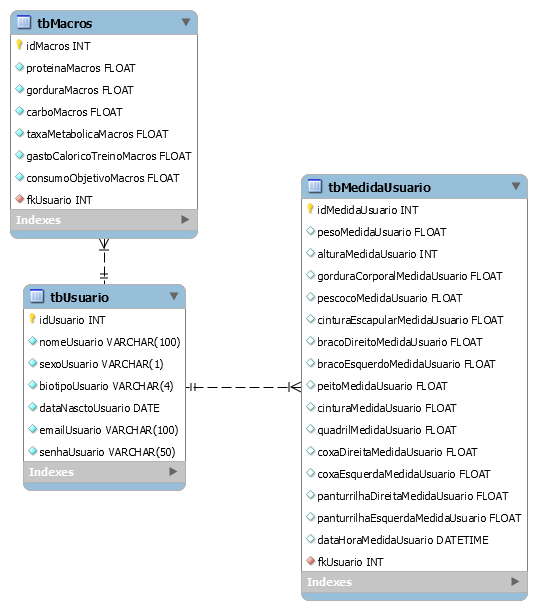 tbMacros
idMacros INT
proteinaMacros FLOAT
gorduraMacros FLOAT
carboMacros FLOAT
taxaMetabolicaMacros FLOAT
gastoCaloricoTreinoMacros FLOAT
consumoObjetivoMacros FLOAT
fkUsuario INT
Indexes
tbUsuario
idUsuario INT
nomeUsuario VARCHAR(100)
sexoUsuario VARCHAR(1)
biotipoUsuario VARCHAR(4)
dataNasctoUsuario DATE
emailUsuario VARCHAR(100)
senhaUsuario VARCHAR(50)
Indexes
tbMedidaUsuario
idMedidaUsuario INT
pesoMedidaUsuario FLOAT
alturaMedidaUsuario INT
gorduraCorporalMedidaUsuario FLOAT
pescocoMedidaUsuario FLOAT
cinturaEscapularMedidaUsuario FLOAT
bracoDireitoMedidaUsuario FLOAT
bracoEsquerdoMedidaUsuario FLOAT
peitoMedidaUsuario FLOAT
cinturaMedidaUsuario FLOAT
quadrilMedidaUsuario FLOAT
coxaDireitaMedidaUsuario FLOAT
coxaEsquerdaMedidaUsuario FLOAT
panturrilhaDireitaMedidaUsuario FLOAT
panturrilhaEsquerdaMedidaUsuario FLOAT
dataHoraMedidaUsuario DATETIME
fkUsuario INT
Indexes